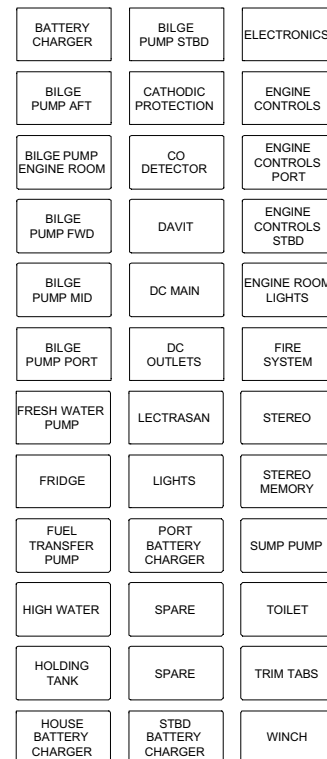 BATTERY
CHARGER
BILGE
PUMP STBD
ELECTRONICS
BILGE
PUMP AFT
CATHODIC
PROTECTION
ENGINE
CONTROLS
BILGE PUMP
ENGINE ROOM
CO
DETECTOR
ENGINE
CONTROLS
PORT
BILGE
PUMP FWD
DAVIT
ENGINE
CONTROLS
STBD
BILGE
PUMP MID
DC MAIN
ENGINE ROOM
LIGHTS
BILGE
PUMP PORT
DC
OUTLETS
FIRE
SYSTEM
FRESH WATER
PUMP
LECTRASAN
STEREO
FRIDGE
LIGHTS
STEREO
MEMORY
FUEL
TRANSFER
PUMP
PORT
BATTERY
CHARGER
SUMP PUMP
HIGH WATER
SPARE
TOILET
HOLDING
TANK
SPARE
TRIM TABS
HOUSE
BATTERY
CHARGER
STBD
BATTERY
CHARGER
WINCH